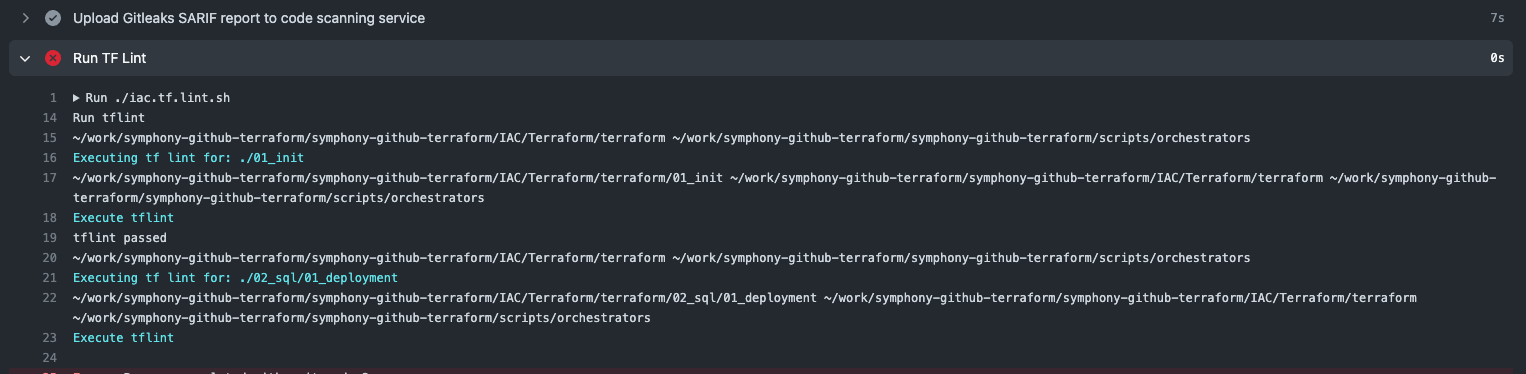 Upload Gitleaks SARIF report to code scanning service 7s
Run TF Lint 0s
1 Run ./iac.tf.lint.sh
14 Run tflint
15 ~/work/symphony-github-terraform/symphony-github-terraform/IAC/Terraform/terraform ~/work/symphony-github-terraform/symphony-github-terraform/scripts/orchestrators
16 Executing tf lint for: ./01_init
17 ~/work/symphony-github-terraform/symphony-github-terraform/IAC/Terraform/terraform/01_init ~/work/symphony-github-terraform/symphony-github-terraform/IAC/Terraform/terraform ~/work/symphony-github-
terraform/symphony-github-terraform/scripts/orchestrators
18 Execute tflint
19 tflint passed
20 ~/work/symphony-github-terraform/symphony-github-terraform/IAC/Terraform/terraform ~/work/symphony-github-terraform/symphony-github-terraform/scripts/orchestrators
21 Executing tf lint for: ./02_sql/01_deployment
22 ~/work/symphony-github-terraform/symphony-github-terraform/IAC/Terraform/terraform/02_sql/01_deployment ~/work/symphony-github-terraform/symphony-github-terraform/IAC/Terraform/terraform
~/work/symphony-github-terraform/symphony-github-terraform/scripts/orchestrators
23 Execute tflint
24